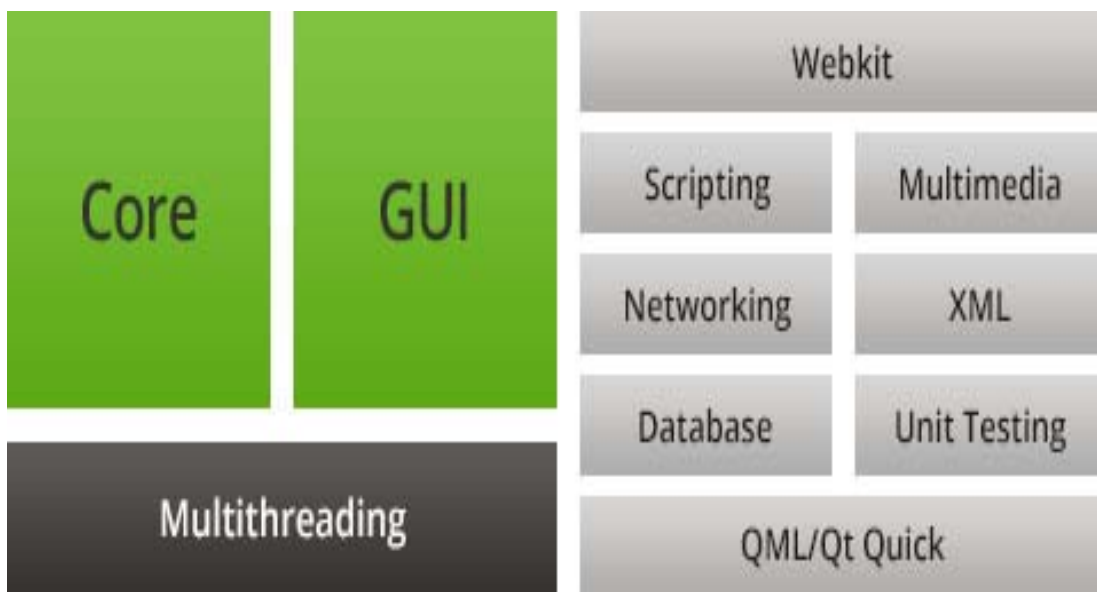 Core
GUI
Multithreading
Webkit
Scripting
Multimedia
Networking
XML
Database
Unit Testing
QML/Qt Quick